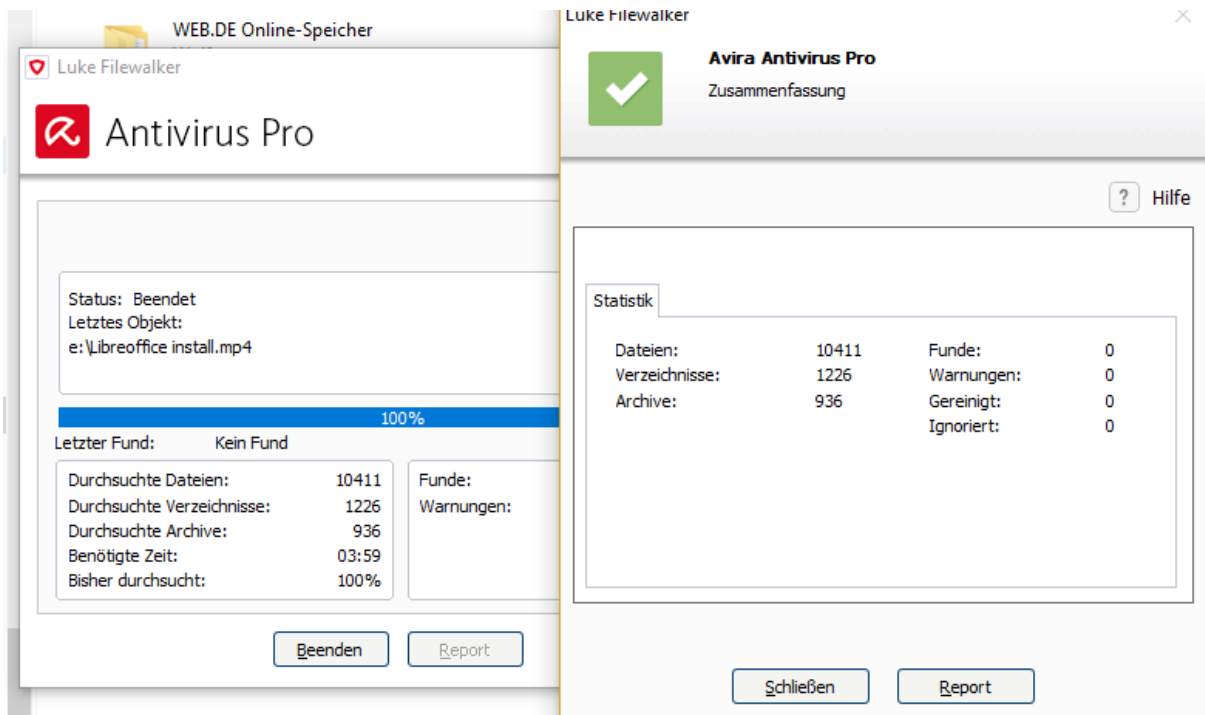 WEB.DE Online-Speicher
Luke Filewalker
Antivirus Pro
Status: Beendet
Letztes Objekt:
e:\Libreoffice install.mp4
100%
Letzter Fund: Kein Fund
Durchsuchte Dateien: 10411
Durchsuchte Verzeichnisse: 1226
Durchsuchte Archive: 936
Benötigte Zeit: 03:59
Bisher durchsucht: 100%
Funde:
Warnungen:
Beenden
Report
Luke Filewalker
Avira Antivirus Pro
Zusammenfassung
? Hilfe
Statistik
Dateien: 10411
Verzeichnisse: 1226
Archive: 936
Funde: 0
Warnungen: 0
Gereinigt: 0
Ignoriert: 0
Schließen
Report